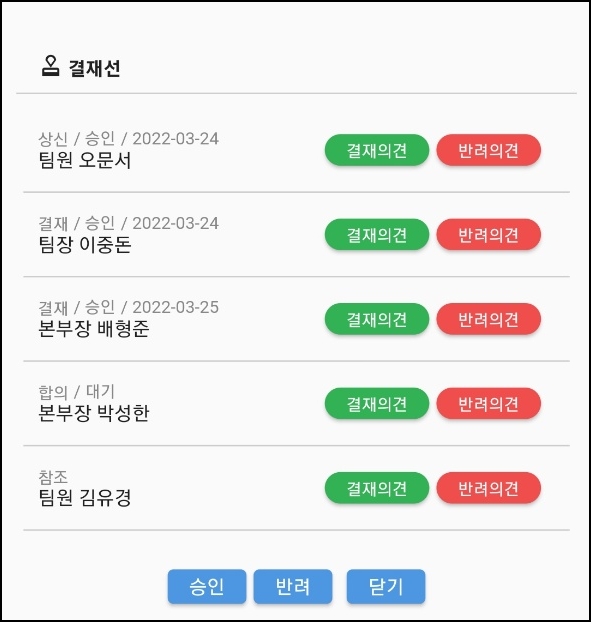 결재선
상신 / 승인 / 2022-03-24
팀원 오문서
결재의견 반려의견
결재 / 승인 / 2022-03-24
팀장 이중돈
결재의견 반려의견
결재 / 승인 / 2022-03-25
본부장 배형준
결재의견 반려의견
합의 / 대기
본부장 박성한
결재의견 반려의견
참조
팀원 김유경
결재의견 반려의견
승인 반려 닫기